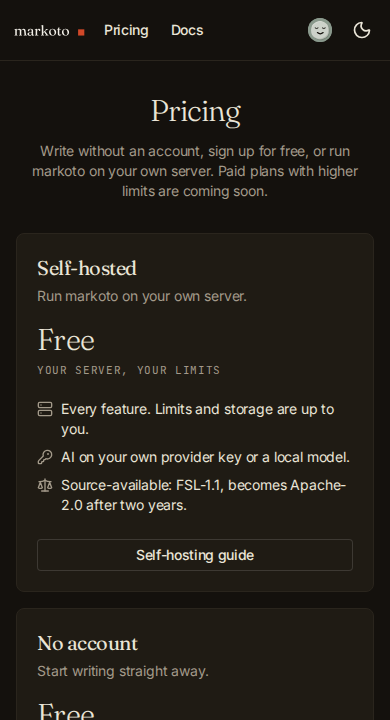 markoto
Pricing
Docs
Pricing
Write without an account, sign up for free, or run
markoto on your own server. Paid plans with higher
limits are coming soon.
Self-hosted
Run markoto on your own server.
Free
YOUR SERVER, YOUR LIMITS
Every feature. Limits and storage are up to
you.
AI on your own provider key or a local model.
Source-available: FSL-1.1, becomes Apache-
2.0 after two years.
Self-hosting guide
No account
Start writing straight away.
Free